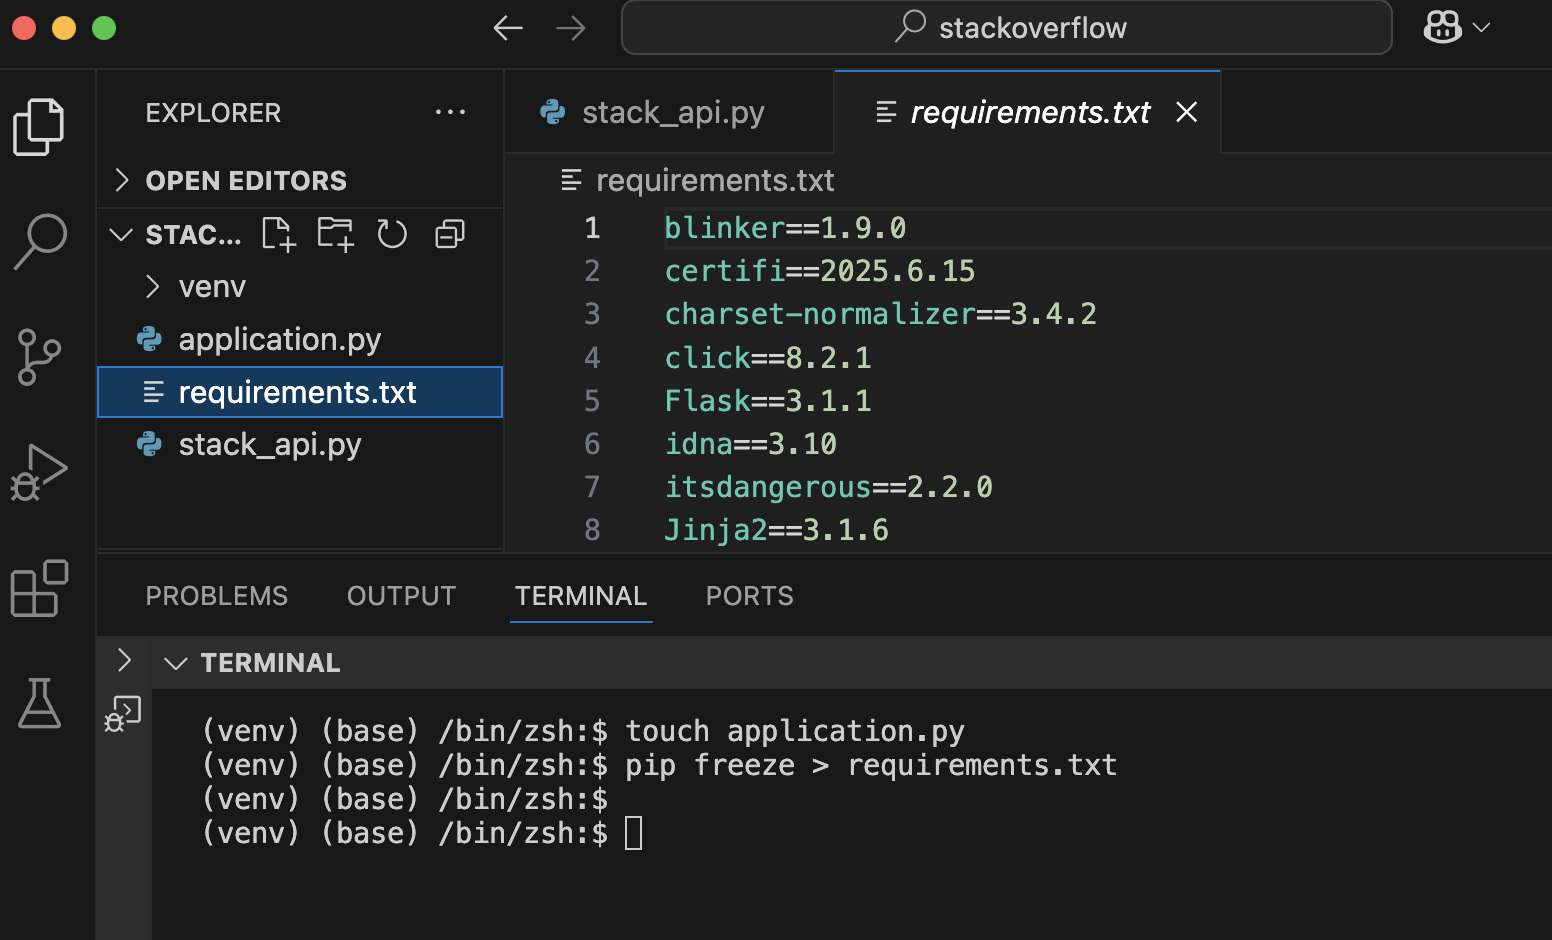 stackoverflow
EXPLORER
OPEN EDITORS
STAC...
venv
application.py
requirements.txt
stack_api.py
stack_api.py
requirements.txt
requirements.txt
1 blinker==1.9.0
2 certifi==2025.6.15
3 charset-normalizer==3.4.2
4 click==8.2.1
5 Flask==3.1.1
6 idna==3.10
7 itsdangerous==2.2.0
8 Jinja2==3.1.6
PROBLEMS OUTPUT TERMINAL PORTS
TERMINAL
(venv) (base) /bin/zsh:$ touch application.py
(venv) (base) /bin/zsh:$ pip freeze > requirements.txt
(venv) (base) /bin/zsh:$
(venv) (base) /bin/zsh:$